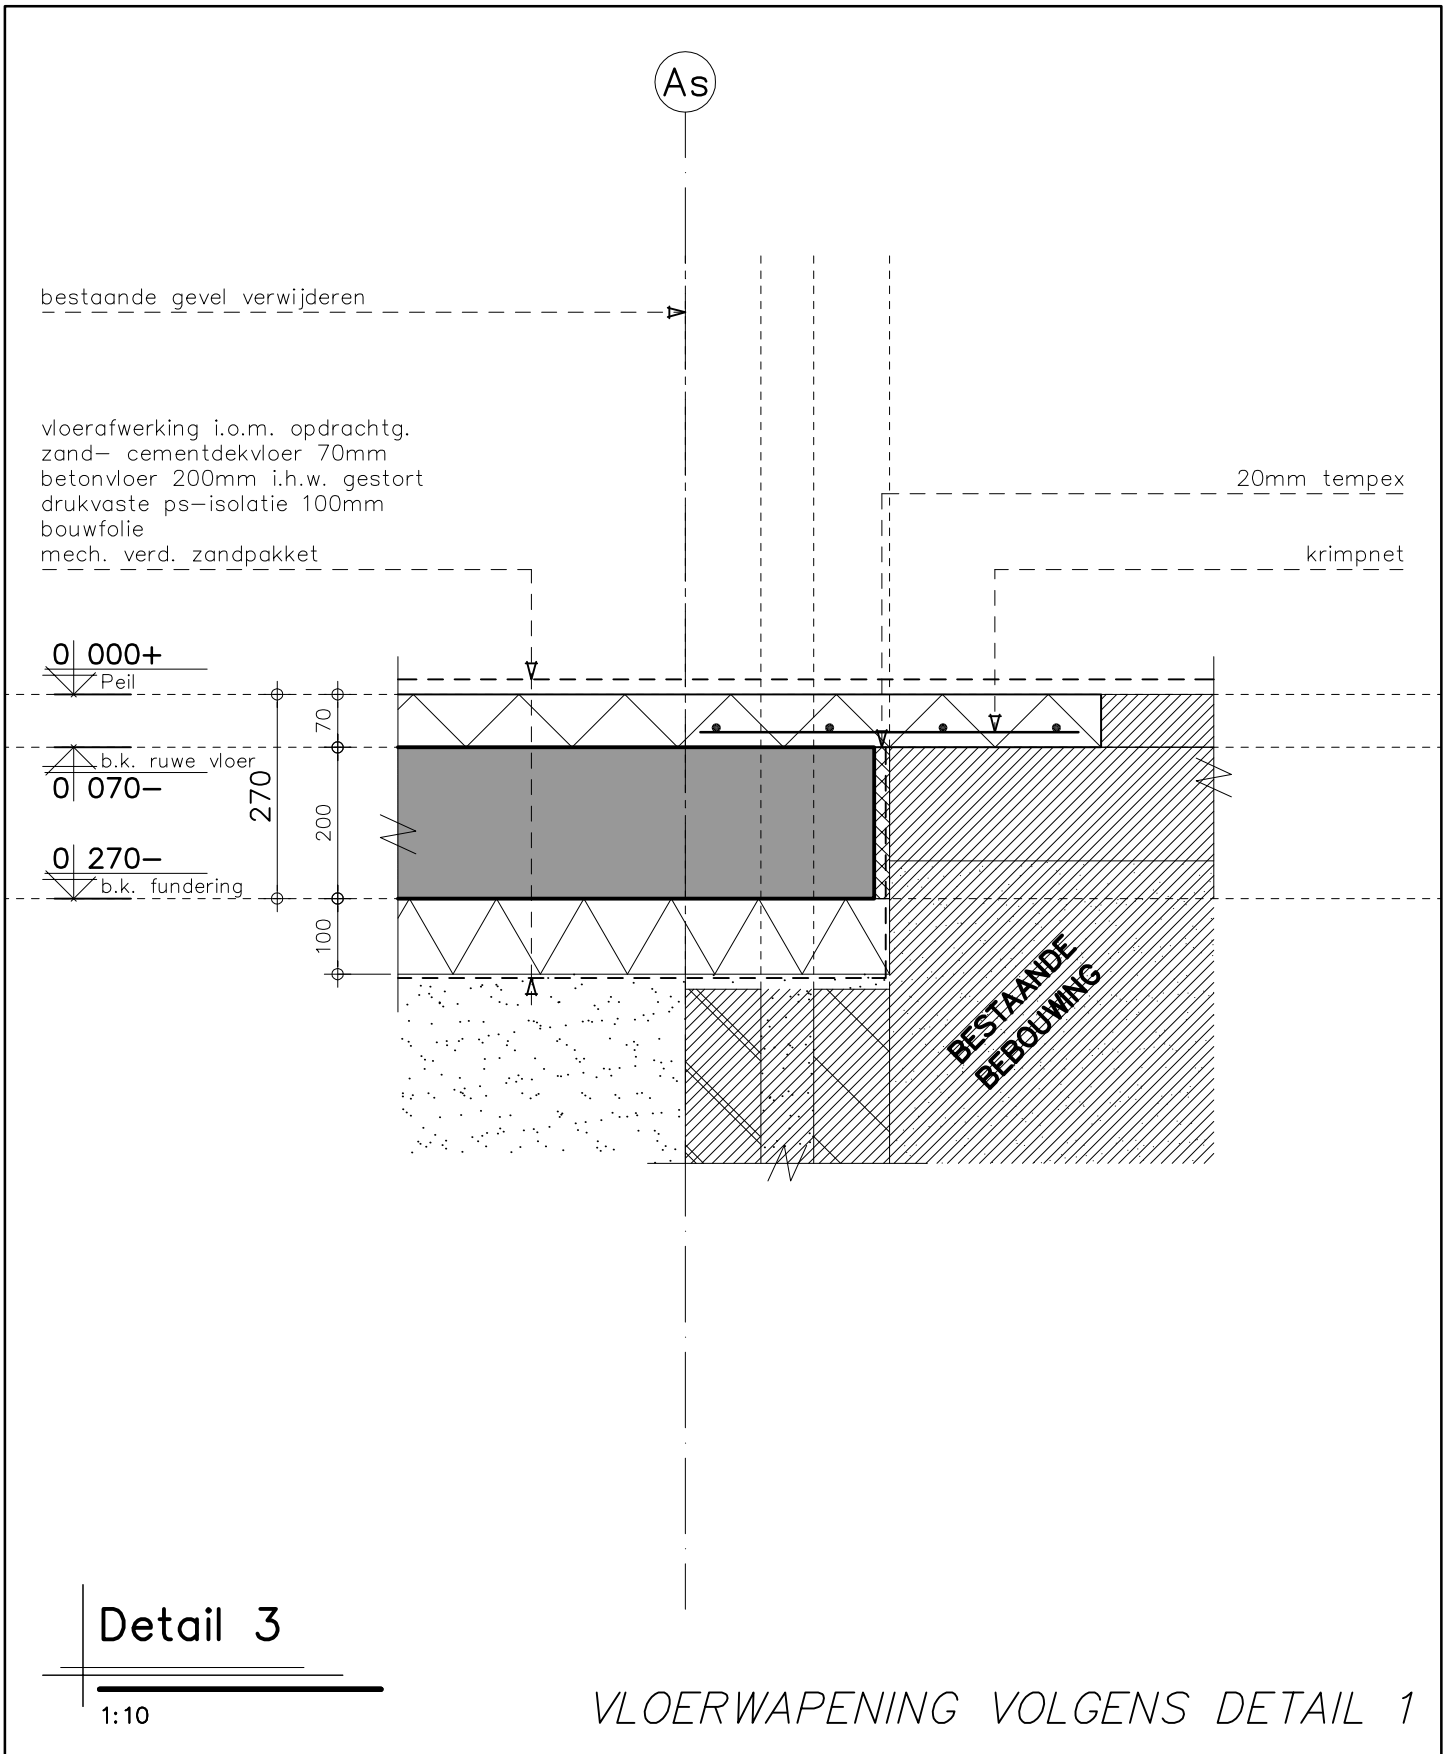 As
bestaande gevel verwijderen
vloerafwerking i.o.m. opdrachtg.
zand– cementdekvloer 70mm
betonvloer 200mm i.h.w. gestort
drukvaste ps–isolatie 100mm
bouwfolie
mech. verd. zandpakket
20mm tempex
krimpnet
0 000+
Peil
b.k. ruwe vloer
0 070–
0 270–
b.k. fundering
270
70
200
100
BESTAANDE
BEBOUWING
Detail 3
1:10
VLOERWAPENING VOLGENS DETAIL 1